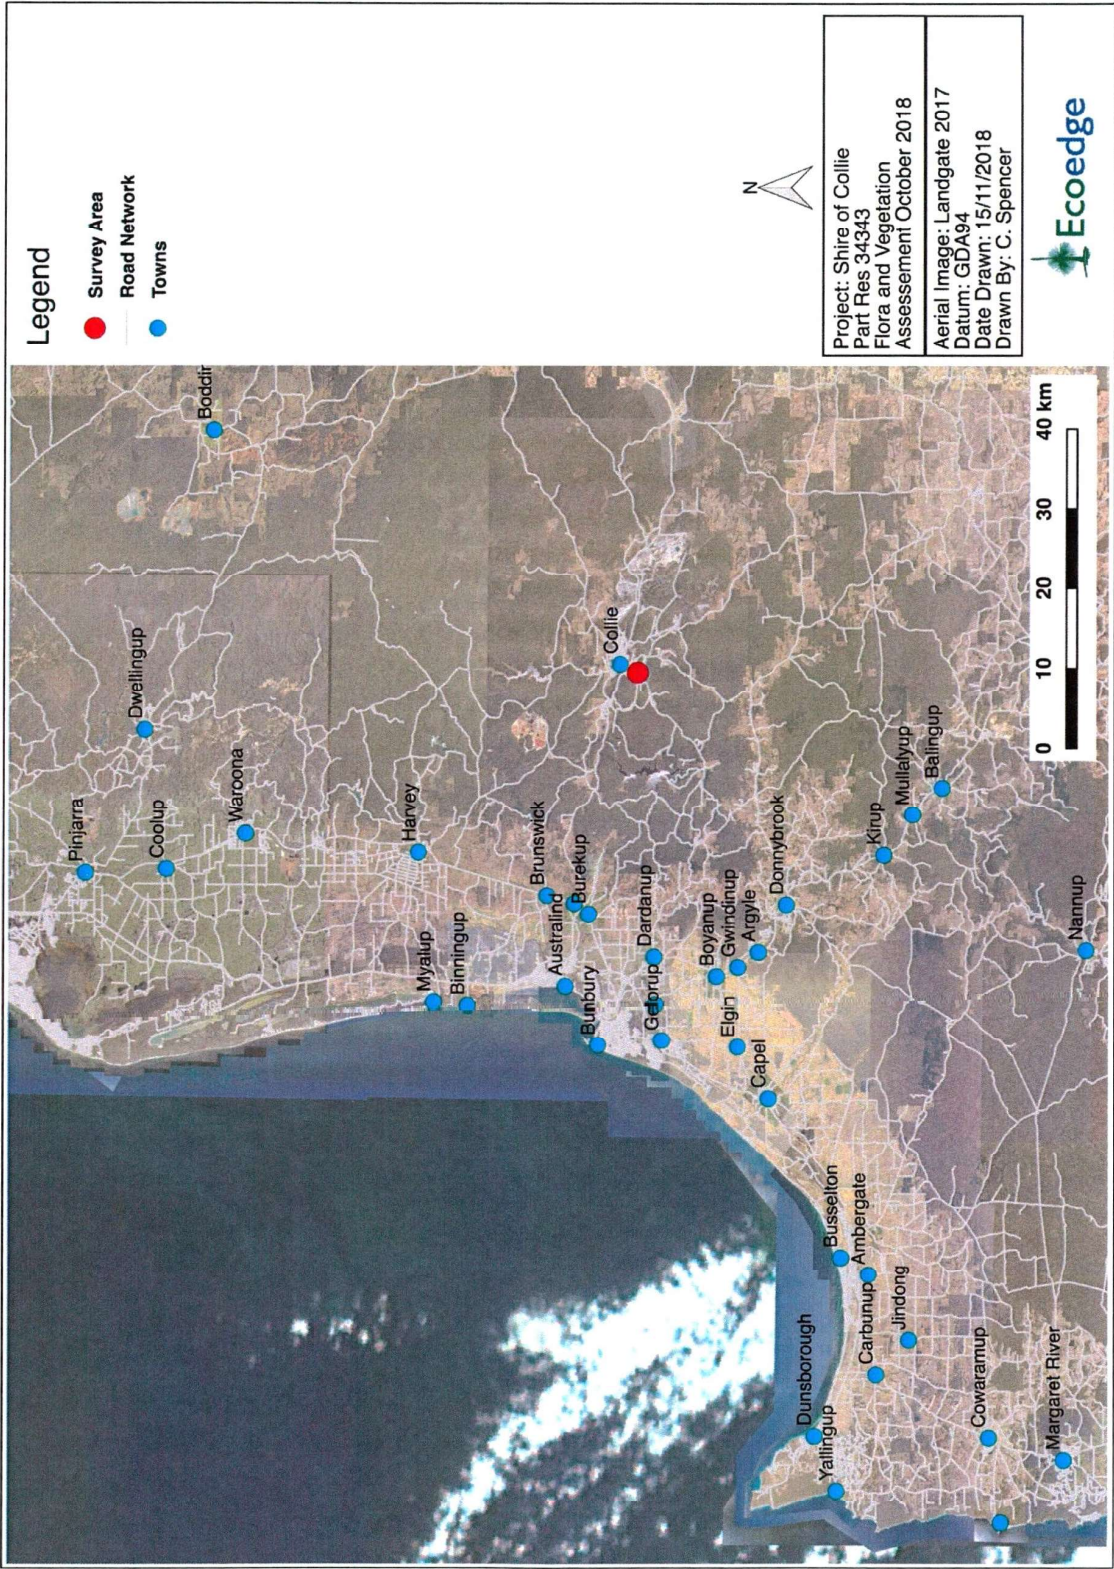 Legend
Survey Area
Road Network
Towns
N
Project: Shire of Collie
Part Res 34343
Flora and Vegetation
Assessement October 2018
Aerial Image: Landgate 2017
Datum: GDA94
Date Drawn: 15/11/2018
Drawn By: C. Spencer
Ecoedge
Pinjarra
Dwellingup
Coolup
Waroona
Harvey
Myalup
Binningup
Brunswick
Australind
Burekup
Bunbury
Collie
Dardanup
Gelorup
Boyanup
Gwindinup
Elgin
Argyle
Capel
Donnybrook
Dunsborough
Yallingup
Busselton
Ambergate
Carbunup
Jindong
Kirup
Mullalyup
Balingup
Cowaramup
Margaret River
Nannup
0 10 20 30 40 km